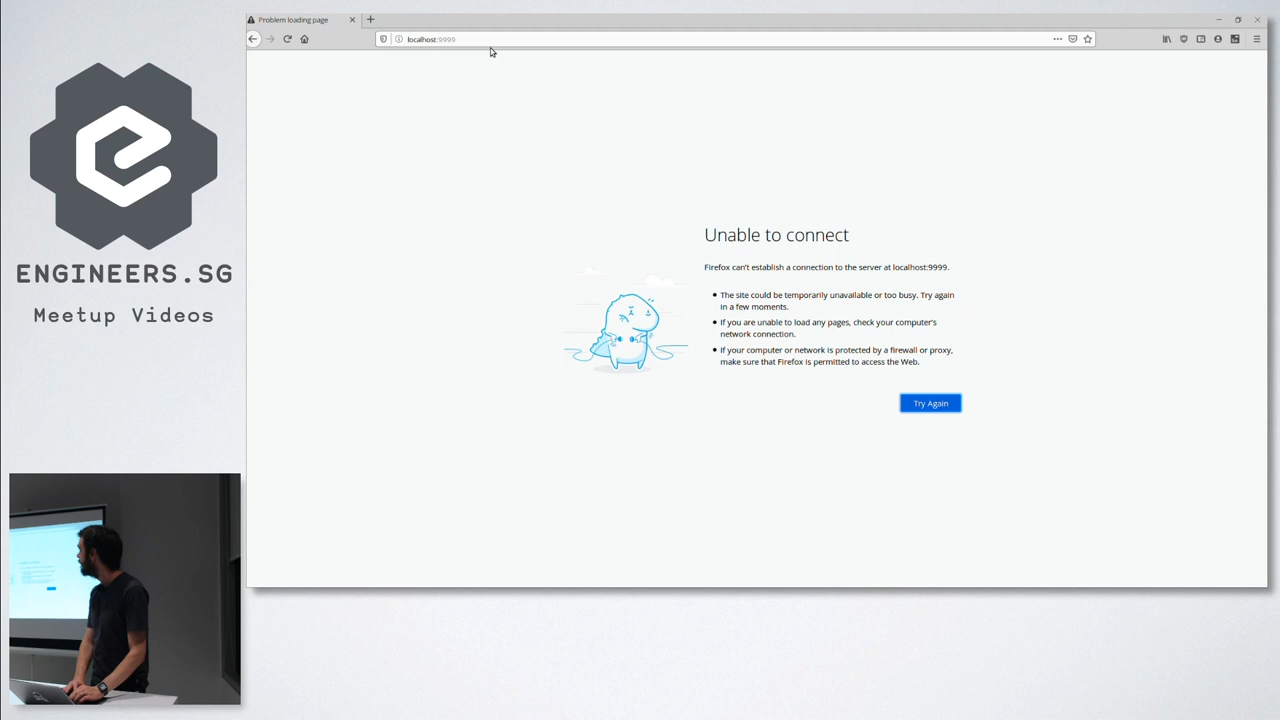 Problem loading page
localhost:9999
ENGINEERS.SG
Meetup Videos
Unable to connect
Firefox can't establish a connection to the server at localhost:9999.
The site could be temporarily unavailable or too busy. Try again
in a few moments.
If you are unable to load any pages, check your computer's
network connection.
If your computer or network is protected by a firewall or proxy,
make sure that Firefox is permitted to access the Web.
Try Again